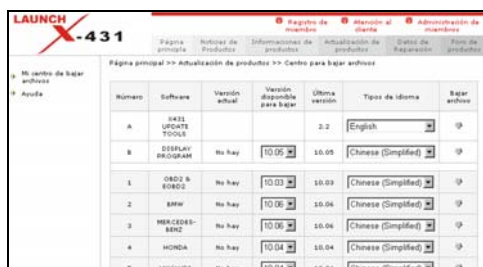 LAUNCH
X-431
Registro de miembro
Atención al cliente
Administración de miembros
Página principla
Noticias de Productos
Informaciones de productos
Actualización de productos
Datos de Reparación
Foro de productos
Página principal >> Actualización de productos >> Centro para bajar archivos
Mi centro de bajar archivos
Ayuda
Número Software Versión actual Versión disponible para bajar Última versión Tipos de idioma Bajar archivo
A X431 UPDATE TOOLS 2.2 English
B DISPLAY PROGRAM No hay 10.05 10.05 Chinese (Simplified)
1 OBD2 & EOBD2 No hay 10.03 10.03 Chinese (Simplified)
2 BMW No hay 10.06 10.06 Chinese (Simplified)
3 MERCEDES-BENZ No hay 10.06 10.06 Chinese (Simplified)
4 HONDA No hay 10.04 10.04 Chinese (Simplified)